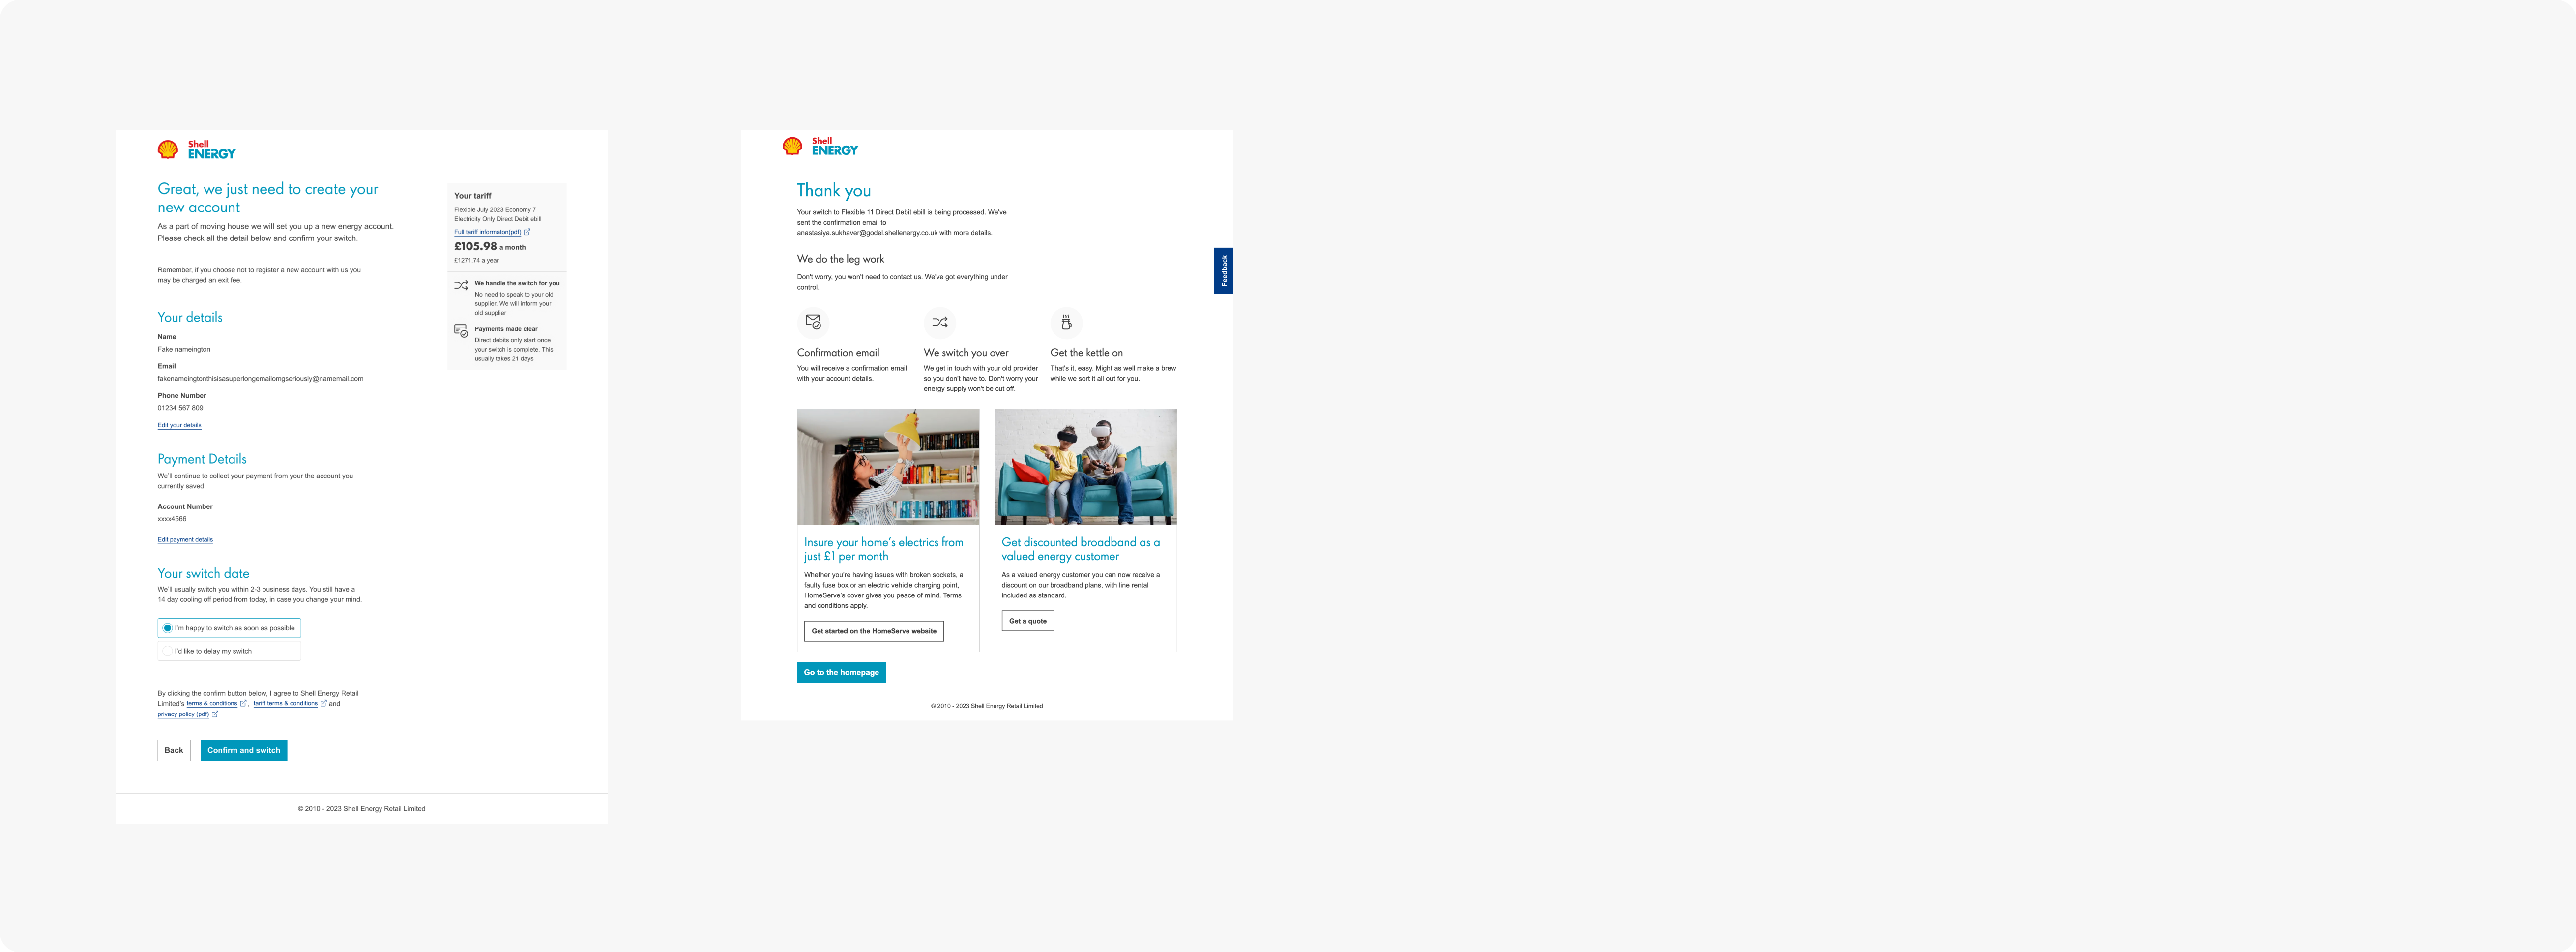 Shell
ENERGY
Great, we just need to create your
new account
As a part of moving house we will set you up a new energy account.
Please check all the detail below and confirm your switch.
Remember, if you choose not to register a new account with us you
may be charged an exit fee.
Your details
Name
Fake nameington
Email
fakenameingtonthisisasuperlongemailomgseriously@namemail.com
Phone Number
01234 567 809
Edit your details
Payment Details
We'll continue to collect your payment from your the account you
currently saved
Account Number
xxxx4566
Edit payment details
Your switch date
We'll usually switch you within 2-3 business days. You still have a
14 day cooling off period from today, in case you change your mind.
I'm happy to switch as soon as possible
I'd like to delay my switch
By clicking the confirm button below, I agree to Shell Energy Retail
Limited's terms & conditions , tariff terms & conditions and
privacy policy (pdf)
Back
Confirm and switch
Your tariff
Flexible July 2023 Economy 7
Electricity Only Direct Debit ebill
Full tariff informaton(pdf)
£105.98 a month
£1271.74 a year
We handle the switch for you
No need to speak to your old
supplier. We will inform your
old supplier
Payments made clear
Direct debits only start once
your switch is complete. This
usually takes 21 days
© 2010 - 2023 Shell Energy Retail Limited
Shell
ENERGY
Thank you
Your switch to Flexible 11 Direct Debit ebill is being processed. We've
sent the confirmation email to
anastasiya.sukhaver@godel.shellenergy.co.uk with more details.
We do the leg work
Don't worry, you won't need to contact us. We've got everything under
control.
Confirmation email
You will receive a confirmation email
with your account details.
We switch you over
We get in touch with your old provider
so you don't have to. Don't worry your
energy supply won't be cut off.
Get the kettle on
That's it, easy. Might as well make a brew
while we sort it all out for you.
Insure your home's electrics from
just £1 per month
Whether you're having issues with broken sockets, a
faulty fuse box or an electric vehicle charging point,
HomeServe's cover gives you peace of mind. Terms
and conditions apply.
Get started on the HomeServe website
Get discounted broadband as a
valued energy customer
As a valued energy customer you can now receive a
discount on our broadband plans, with line rental
included as standard.
Get a quote
Go to the homepage
Feedback
© 2010 - 2023 Shell Energy Retail Limited